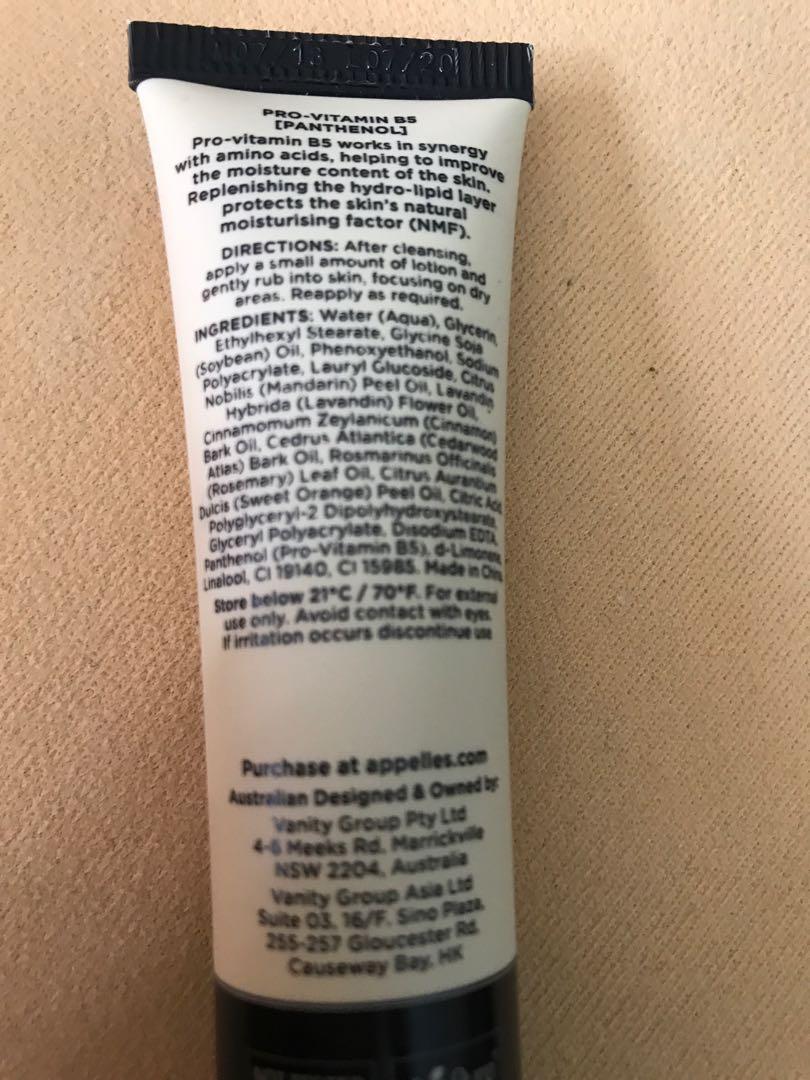 PRO-VITAMIN B5
[PANTHENOL]
Pro-vitamin B5 works in synergy
with amino acids, helping to improve
the moisture content of the skin.
Replenishing the hydro-lipid layer
protects the skin's natural
moisturising factor (NMF).
DIRECTIONS: After cleansing,
apply a small amount of lotion and
gently rub into skin, focusing on dry
areas. Reapply as required.
INGREDIENTS: Water (Aqua), Glycerin,
Ethylhexyl Stearate, Glycine Soja
(Soybean) Oil, Phenoxyethanol, Sodium
Polyacrylate, Lauryl Glucoside, Citrus
Nobilis (Mandarin) Peel Oil, Lavandin
Hybrida (Lavandin) Flower Oil,
Cinnamomum Zeylanicum (Cinnamon)
Bark Oil, Cedrus Atlantica (Cedarwood
Atlas) Bark Oil, Rosmarinus Officinalis
(Rosemary) Leaf Oil, Citrus Aurantium
Dulcis (Sweet Orange) Peel Oil, Citric Acid
Polyglyceryl-2 Dipolyhydroxystearate,
Glyceryl Polyacrylate, Disodium EDTA,
Panthenol (Pro-Vitamin B5), d-Limonene,
Linalool, CI 19140, CI 15985. Made in China
Store below 21°C / 70°F. For external
use only. Avoid contact with eyes.
If irritation occurs discontinue use
Purchase at appelles.com
Australian Designed & Owned by:
Vanity Group Pty Ltd
4-6 Meeks Rd, Marrickville
NSW 2204, Australia
Vanity Group Asia Ltd
Suite 03, 16/F, Sino Plaza,
255-257 Gloucester Rd,
Causeway Bay, HK